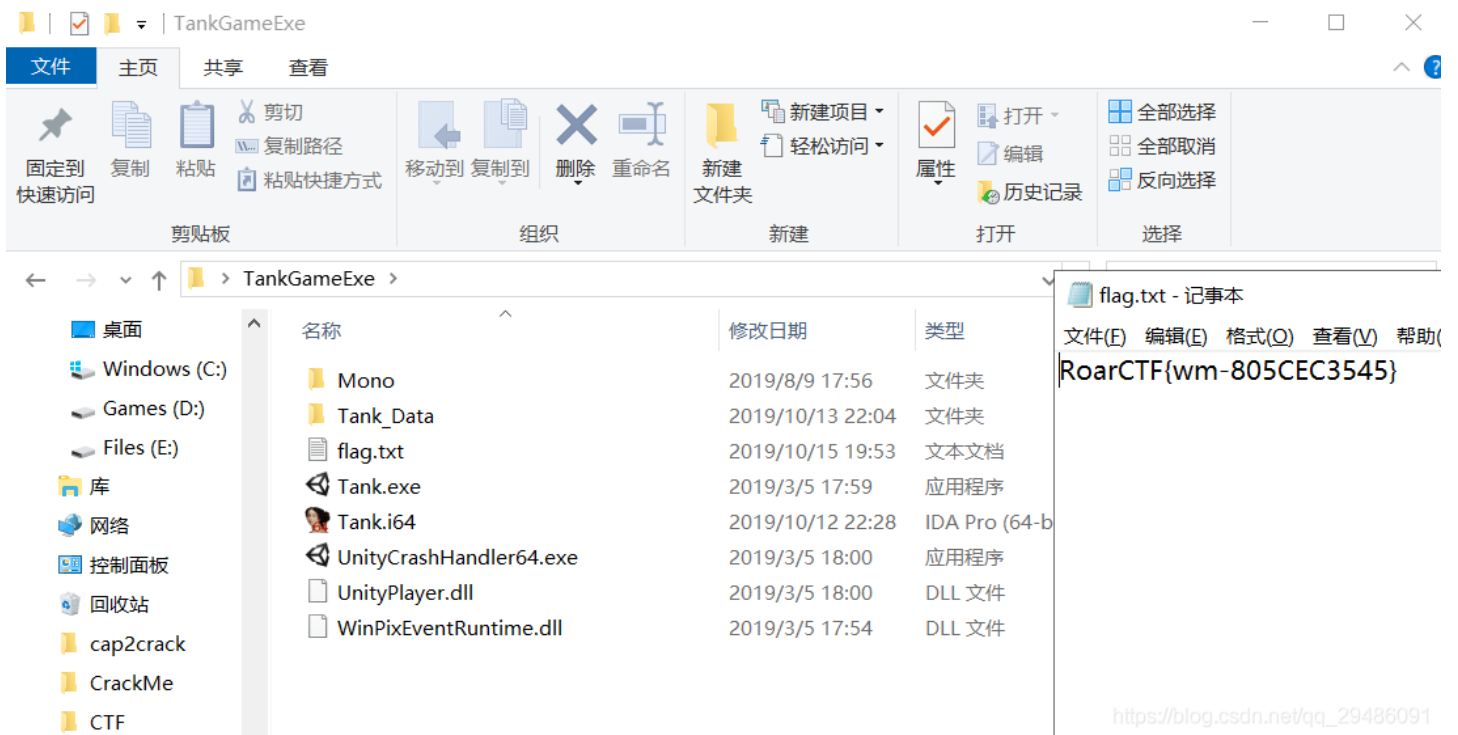 TankGameExe
文件 主页 共享 查看
固定到
快速访问
复制
粘贴
剪切
复制路径
粘贴快捷方式
剪贴板
移动到 复制到 删除 重命名
组织
新建
文件夹
新建项目
轻松访问
新建
属性
打开
编辑
历史记录
打开
全部选择
全部取消
反向选择
选择
TankGameExe
桌面
Windows (C:)
Games (D:)
Files (E:)
库
网络
控制面板
回收站
cap2crack
CrackMe
CTF
名称 修改日期 类型
Mono 2019/8/9 17:56 文件夹
Tank_Data 2019/10/13 22:04 文件夹
flag.txt 2019/10/15 19:53 文本文档
Tank.exe 2019/3/5 17:59 应用程序
Tank.i64 2019/10/12 22:28 IDA Pro (64-b
UnityCrashHandler64.exe 2019/3/5 18:00 应用程序
UnityPlayer.dll 2019/3/5 18:00 DLL 文件
WinPixEventRuntime.dll 2019/3/5 17:54 DLL 文件
flag.txt - 记事本
文件(F) 编辑(E) 格式(O) 查看(V) 帮助(
RoarCTF{wm-805CEC3545}
https://blog.csdn.net/qq_29486091